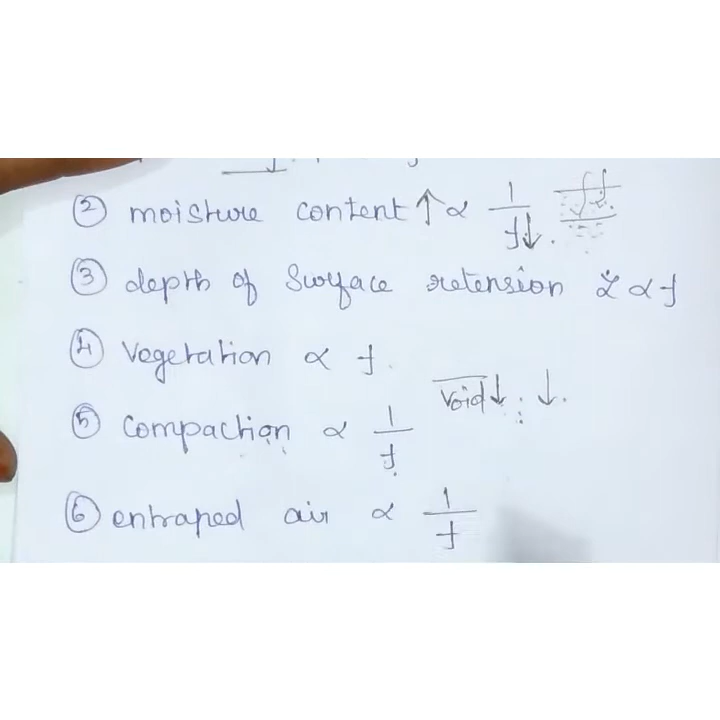 ② moisture content ↑ ∝ 1/f↓.
③ depth of Surface retension ∝ f
④ Vegetation ∝ f.
void↓ . ↓.
⑤ Compaction ∝ 1/f
⑥ entraped air ∝ 1/f